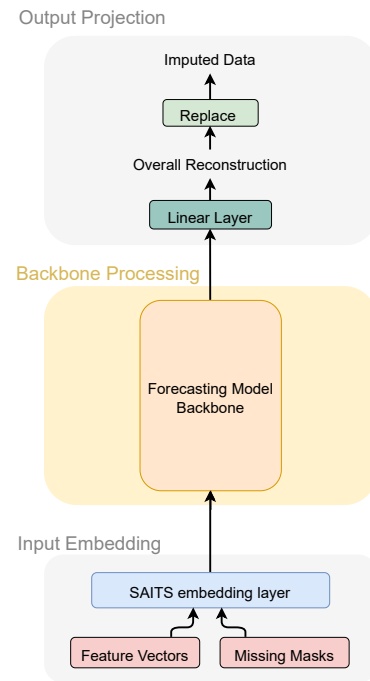 Output Projection
Imputed Data
Replace
Overall Reconstruction
Linear Layer
Backbone Processing
Forecasting Model
Backbone
Input Embedding
SAITS embedding layer
Feature Vectors
Missing Masks